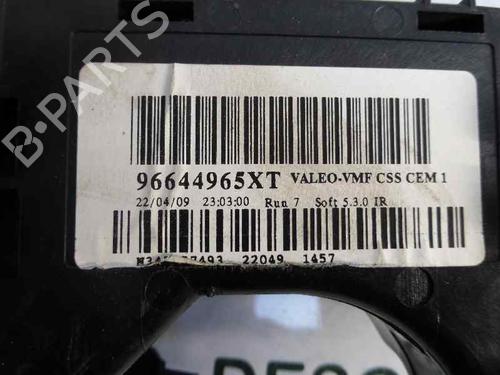 B-PARTS
96644965XT VALEO-VMF CSS CEM 1
22/04/09 23:03:00 Run 7 Soft 5.3.0 IR
22049 1457